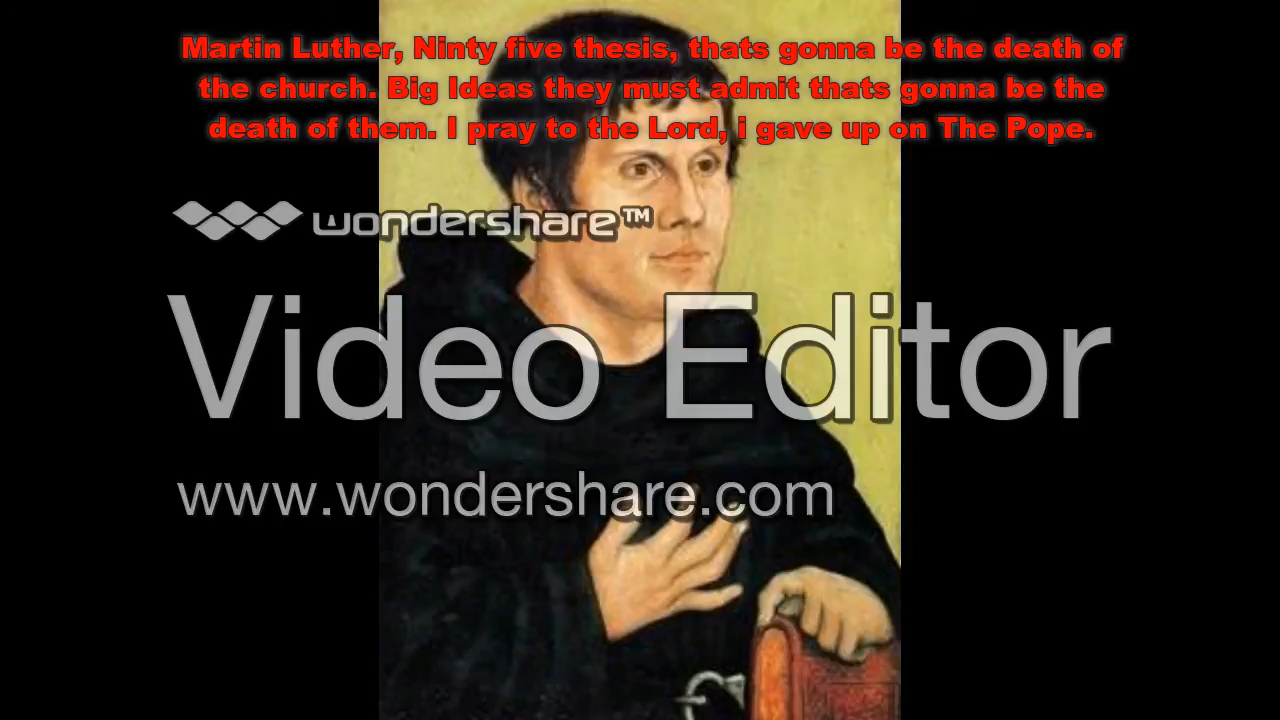 Martin Luther, Ninty five thesis, thats gonna be the death of
the church. Big Ideas they must admit thats gonna be the
death of them. I pray to the Lord, i gave up on The Pope.
wondershare™
Video Editor
www.wondershare.com